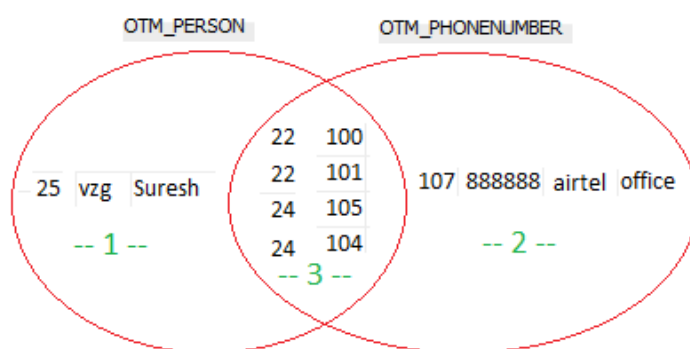 OTM_PERSON
OTM_PHONENUMBER
25 vzg Suresh
-- 1 --
22 100
22 101
24 105
24 104
-- 3 --
107 888888 airtel office
-- 2 --